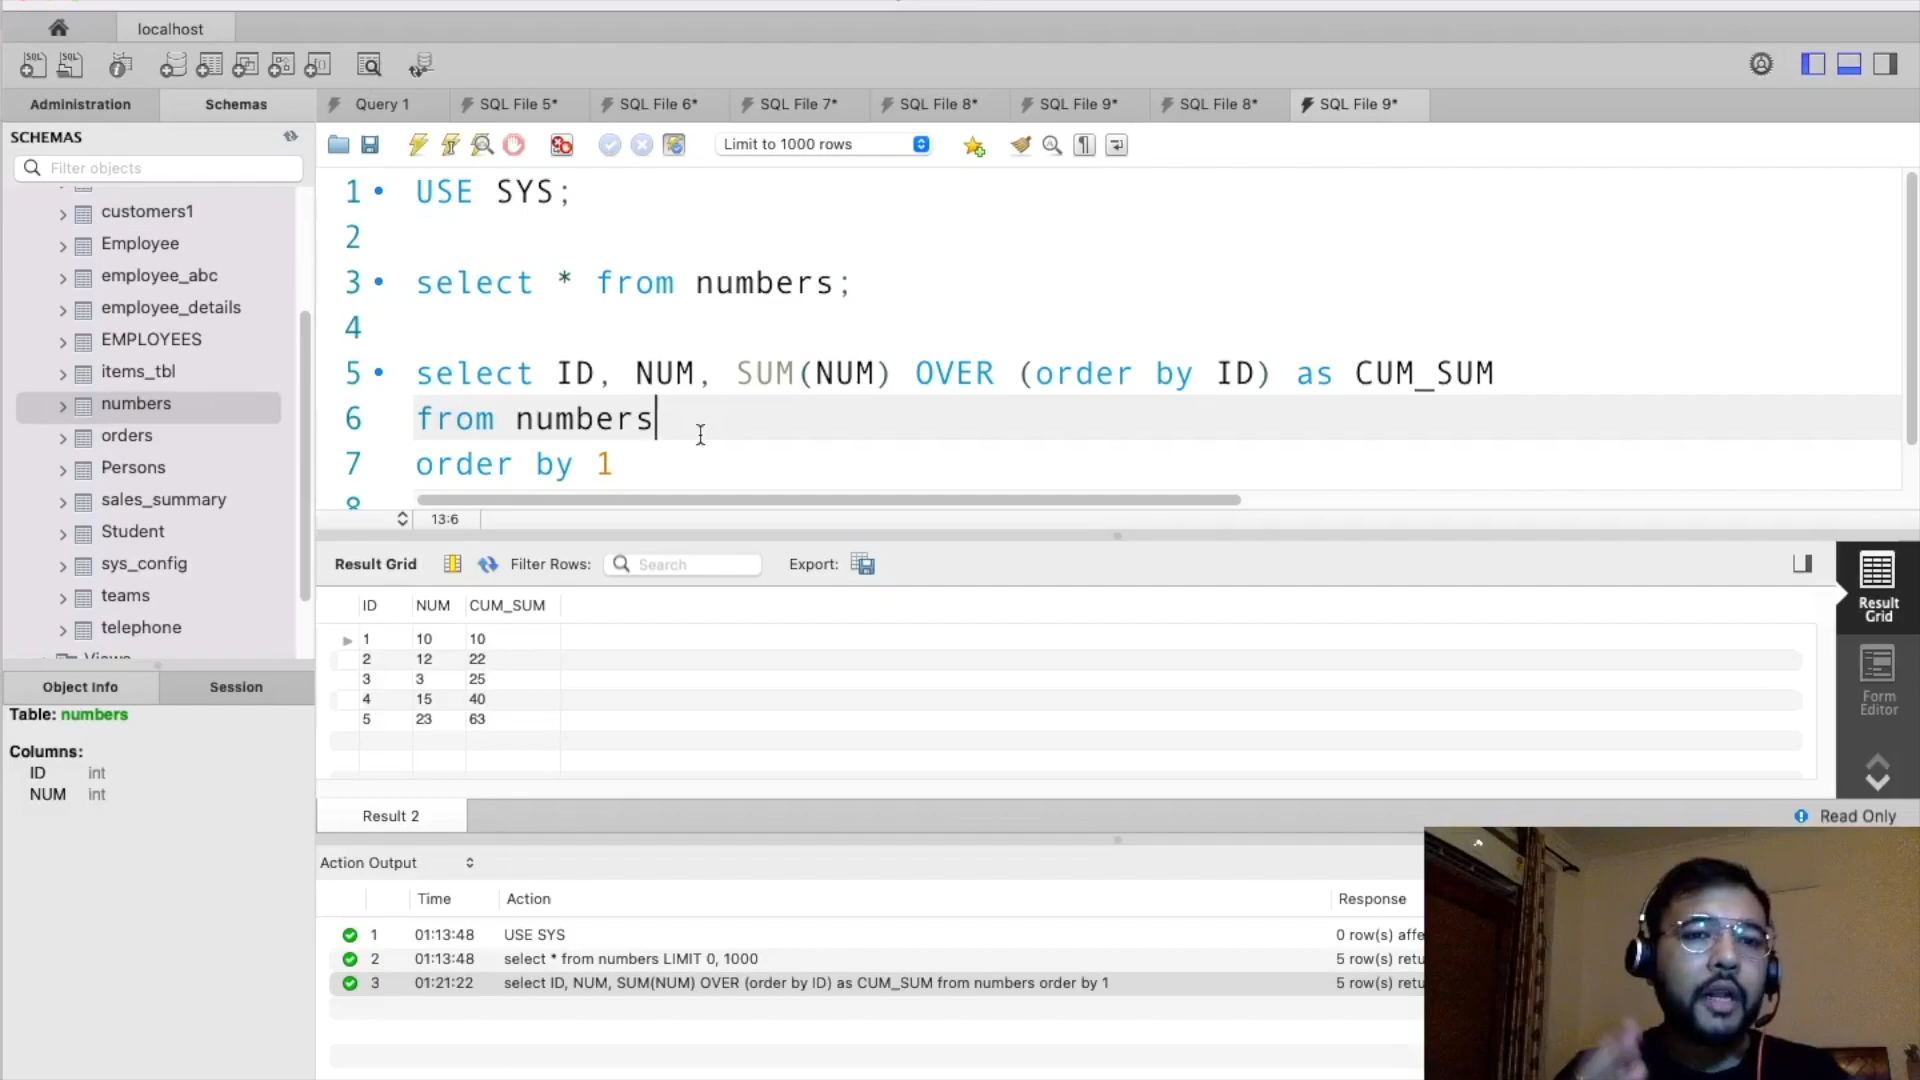 localhost
Administration
Schemas
Query 1
SQL File 5*
SQL File 6*
SQL File 7*
SQL File 8*
SQL File 9*
SQL File 8*
SQL File 9*
SCHEMAS
Filter objects
customers1
Employee
employee_abc
employee_details
EMPLOYEES
items_tbl
numbers
orders
Persons
sales_summary
Student
sys_config
teams
telephone
Views
Object Info
Session
Table: numbers
Columns:
ID int
NUM int
Limit to 1000 rows
1 USE SYS;
2
3 select * from numbers;
4
5 select ID, NUM, SUM(NUM) OVER (order by ID) as CUM_SUM
6 from numbers
7 order by 1
8
13:6
Result Grid
Filter Rows:
Search
Export:
ID NUM CUM_SUM
1 10 10
2 12 22
3 3 25
4 15 40
5 23 63
Result
Grid
Form
Editor
Result 2
Read Only
Action Output
Time Action Response
1 01:13:48 USE SYS 0 row(s) affe
2 01:13:48 select * from numbers LIMIT 0, 1000 5 row(s) retu
3 01:21:22 select ID, NUM, SUM(NUM) OVER (order by ID) as CUM_SUM from numbers order by 1 5 row(s) retu